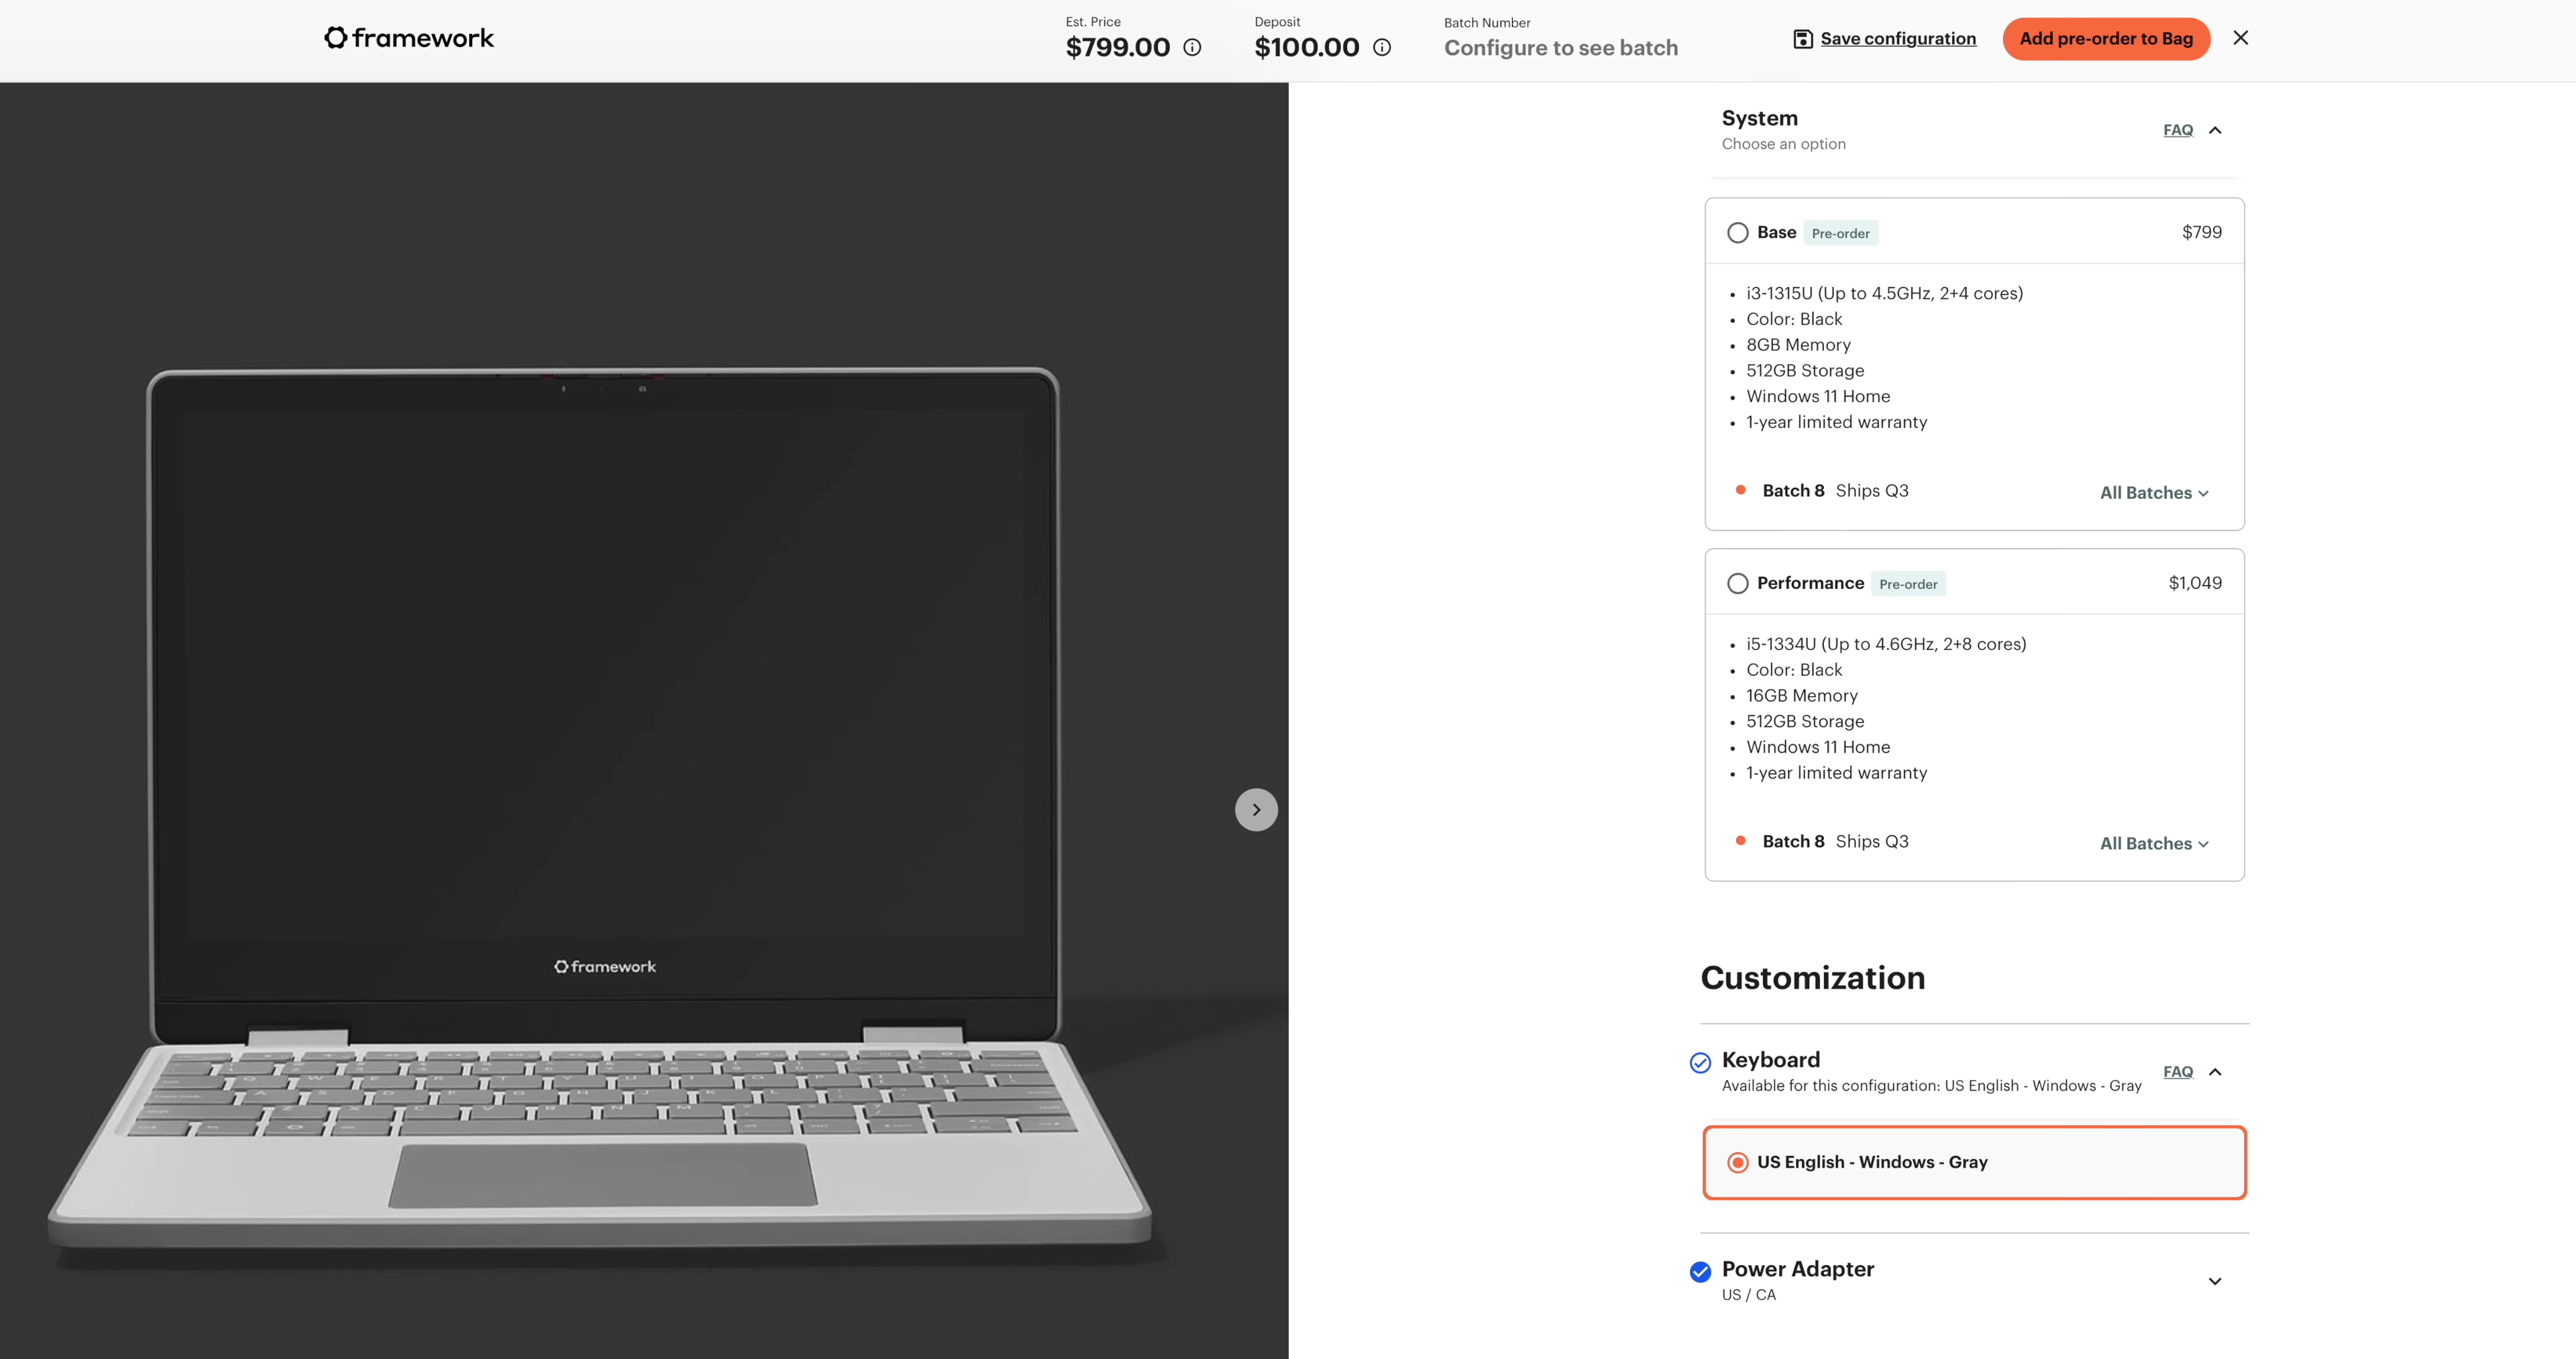 framework
Est. Price
$799.00
Deposit
$100.00
Batch Number
Configure to see batch
Save configuration
Add pre-order to Bag
framework
System
Choose an option
FAQ
Base Pre-order $799
• i3-1315U (Up to 4.5GHz, 2+4 cores)
• Color: Black
• 8GB Memory
• 512GB Storage
• Windows 11 Home
• 1-year limited warranty
Batch 8 Ships Q3
All Batches
Performance Pre-order $1,049
• i5-1334U (Up to 4.6GHz, 2+8 cores)
• Color: Black
• 16GB Memory
• 512GB Storage
• Windows 11 Home
• 1-year limited warranty
Batch 8 Ships Q3
All Batches
Customization
Keyboard
Available for this configuration: US English - Windows - Gray
FAQ
US English - Windows - Gray
Power Adapter
US / CA